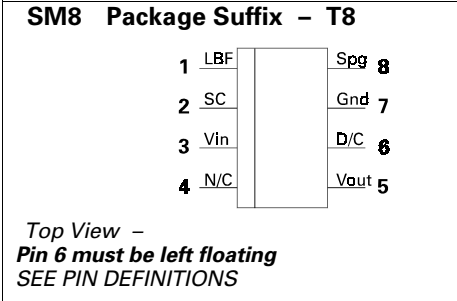 SM8 Package Suffix – T8
1 LBF Spg 8
2 SC Gnd 7
3 Vin D/C 6
4 N/C Vout 5
Top View –
Pin 6 must be left floating
SEE PIN DEFINITIONS